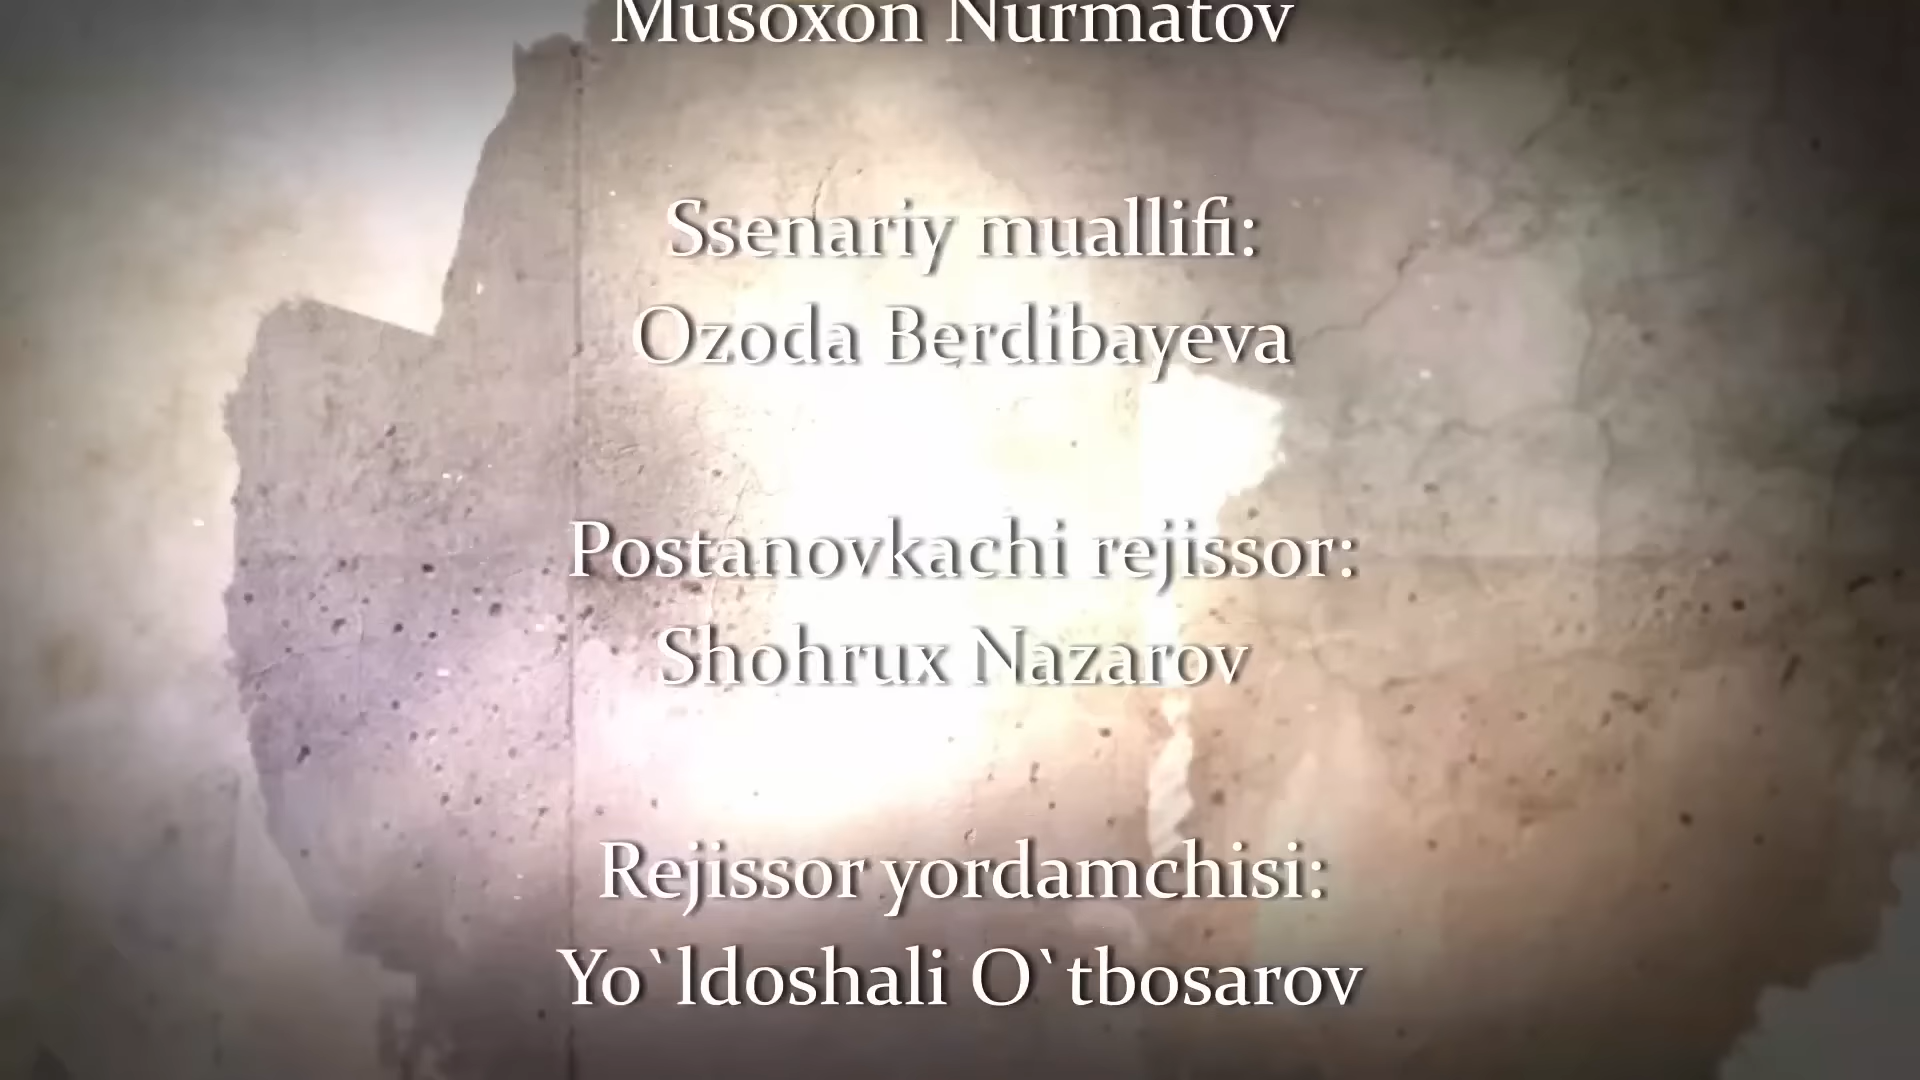 Musoxon Nurmatov
Ssenariy muallifi:
Ozoda Berdibayeva
Postanovkachi rejissor:
Shohrux Nazarov
Rejissor yordamchisi:
Yo`ldoshali O`tbosarov